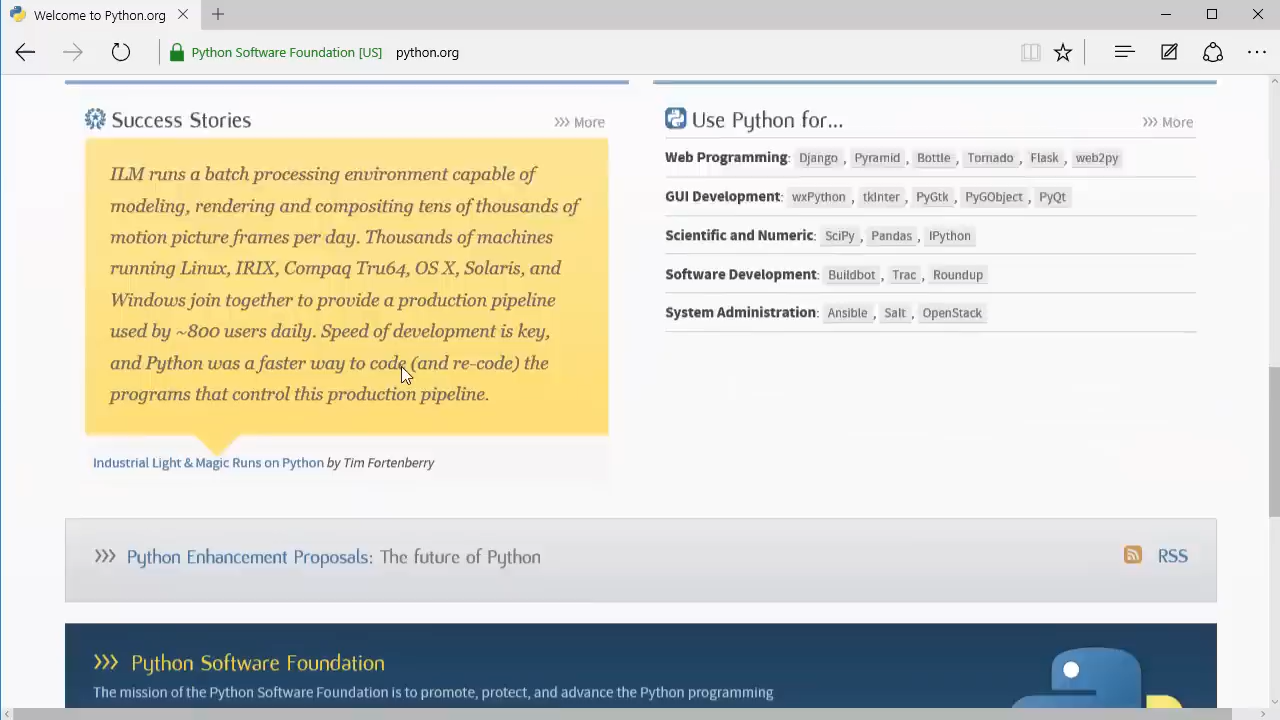 Welcome to Python.org
Python Software Foundation [US] python.org
Success Stories
More
ILM runs a batch processing environment capable of
modeling, rendering and compositing tens of thousands of
motion picture frames per day. Thousands of machines
running Linux, IRIX, Compaq Tru64, OS X, Solaris, and
Windows join together to provide a production pipeline
used by ~800 users daily. Speed of development is key,
and Python was a faster way to code (and re-code) the
programs that control this production pipeline.
Industrial Light & Magic Runs on Python by Tim Fortenberry
Use Python for...
More
Web Programming: Django , Pyramid , Bottle , Tornado , Flask , web2py
GUI Development: wxPython , tkInter , PyGtk , PyGObject , PyQt
Scientific and Numeric: SciPy , Pandas , IPython
Software Development: Buildbot , Trac , Roundup
System Administration: Ansible , Salt , OpenStack
>>> Python Enhancement Proposals: The future of Python
RSS
>>> Python Software Foundation
The mission of the Python Software Foundation is to promote, protect, and advance the Python programming